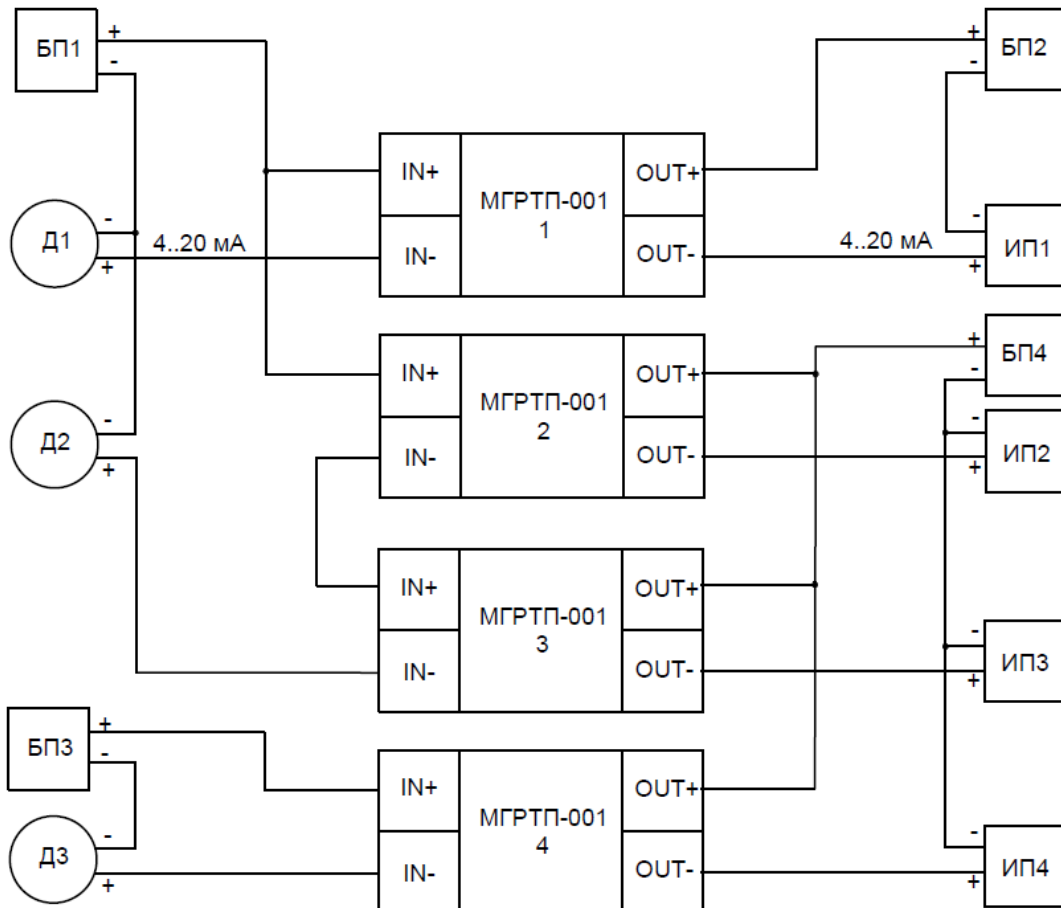 БП1
+
-
+
БП2
-
IN+
МГРТП-001
1
OUT+
Д1
-
+
4..20 мА
IN-
OUT-
4..20 мА
-
ИП1
+
IN+
МГРТП-001
2
OUT+
+
БП4
-
Д2
-
+
IN-
OUT-
-
ИП2
+
IN+
МГРТП-001
3
OUT+
IN-
OUT-
-
ИП3
+
БП3
+
-
IN+
МГРТП-001
4
OUT+
Д3
-
+
IN-
OUT-
-
ИП4
+